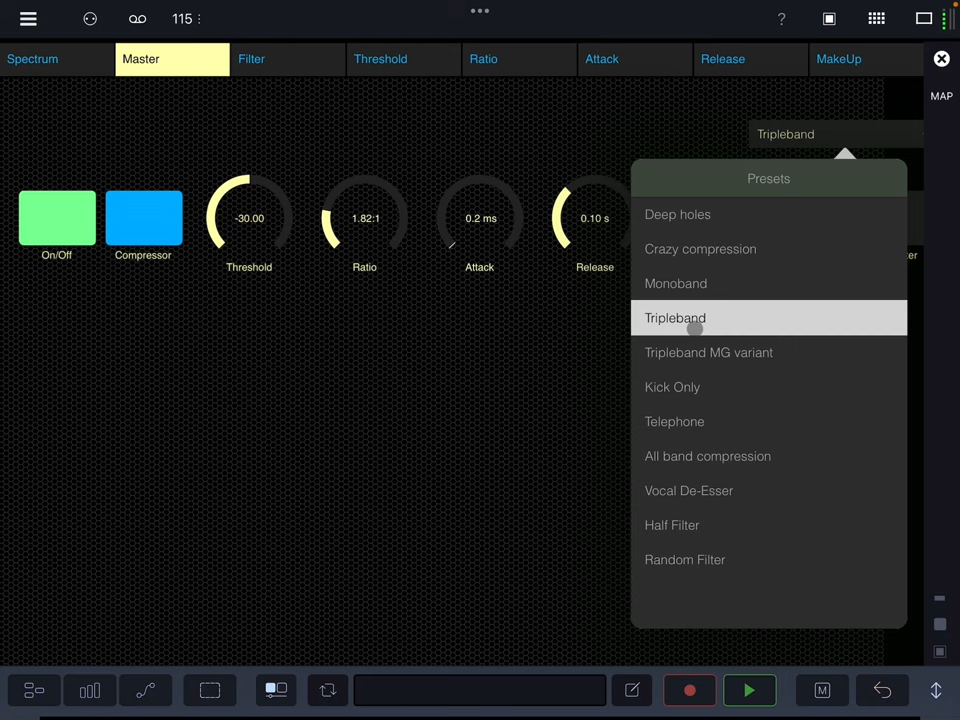 115
?
Spectrum
Master
Filter
Threshold
Ratio
Attack
Release
MakeUp
MAP
Tripleband
Presets
Deep holes
Crazy compression
Monoband
Tripleband
Tripleband MG variant
Kick Only
Telephone
All band compression
Vocal De-Esser
Half Filter
Random Filter
-30.00
1.82:1
0.2 ms
0.10 s
On/Off
Compressor
Threshold
Ratio
Attack
Release
ter
M